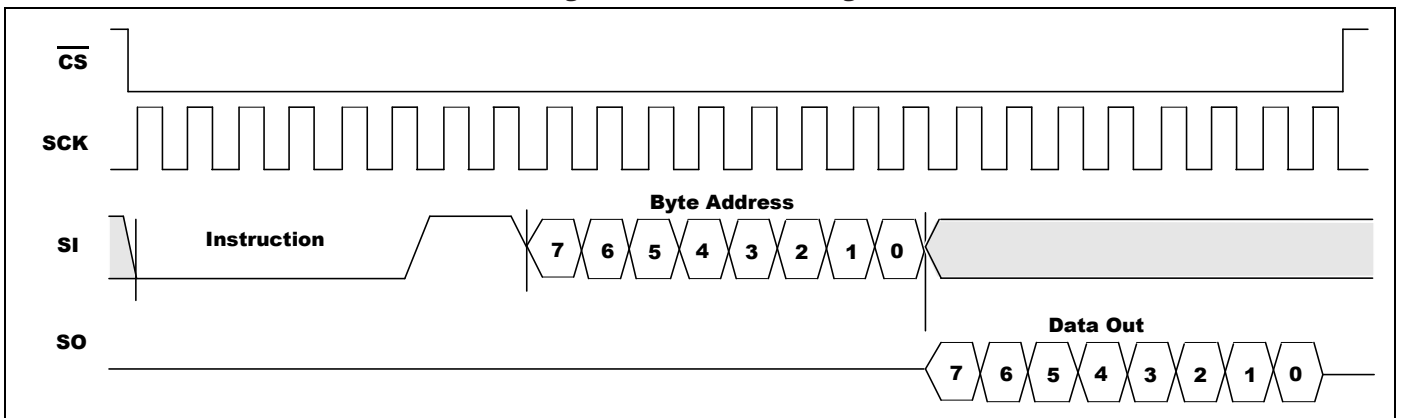 CS
SCK
Byte Address
SI
Instruction
7 6 5 4 3 2 1 0
Data Out
SO
7 6 5 4 3 2 1 0